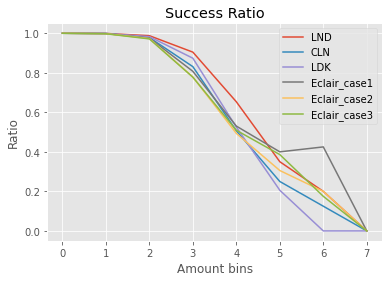 Success Ratio
1.0
0.8
0.6
0.4
0.2
0.0
Ratio
LND
CLN
LDK
Eclair_case1
Eclair_case2
Eclair_case3
0 1 2 3 4 5 6 7
Amount bins